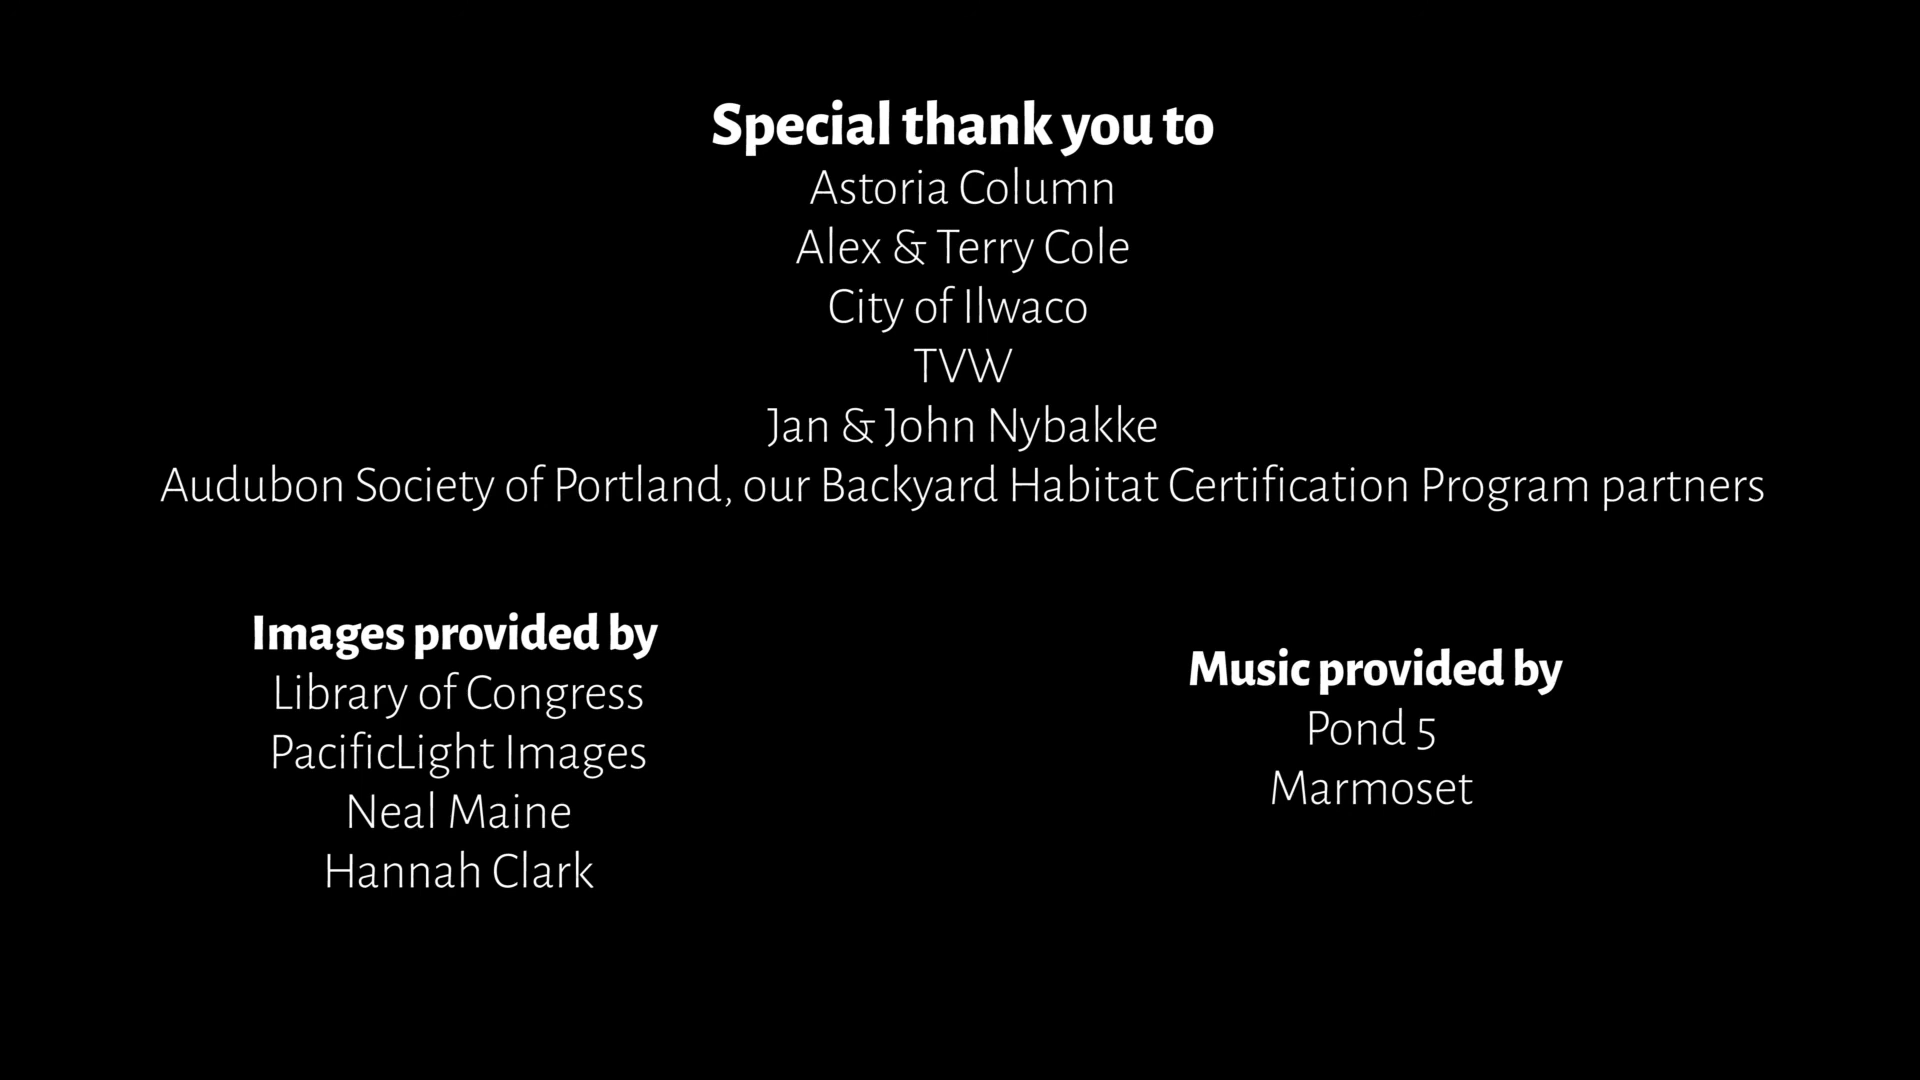 Special thank you to
Astoria Column
Alex & Terry Cole
City of Ilwaco
TVW
Jan & John Nybakke
Audubon Society of Portland, our Backyard Habitat Certification Program partners
Images provided by
Library of Congress
PacificLight Images
Neal Maine
Hannah Clark
Music provided by
Pond 5
Marmoset